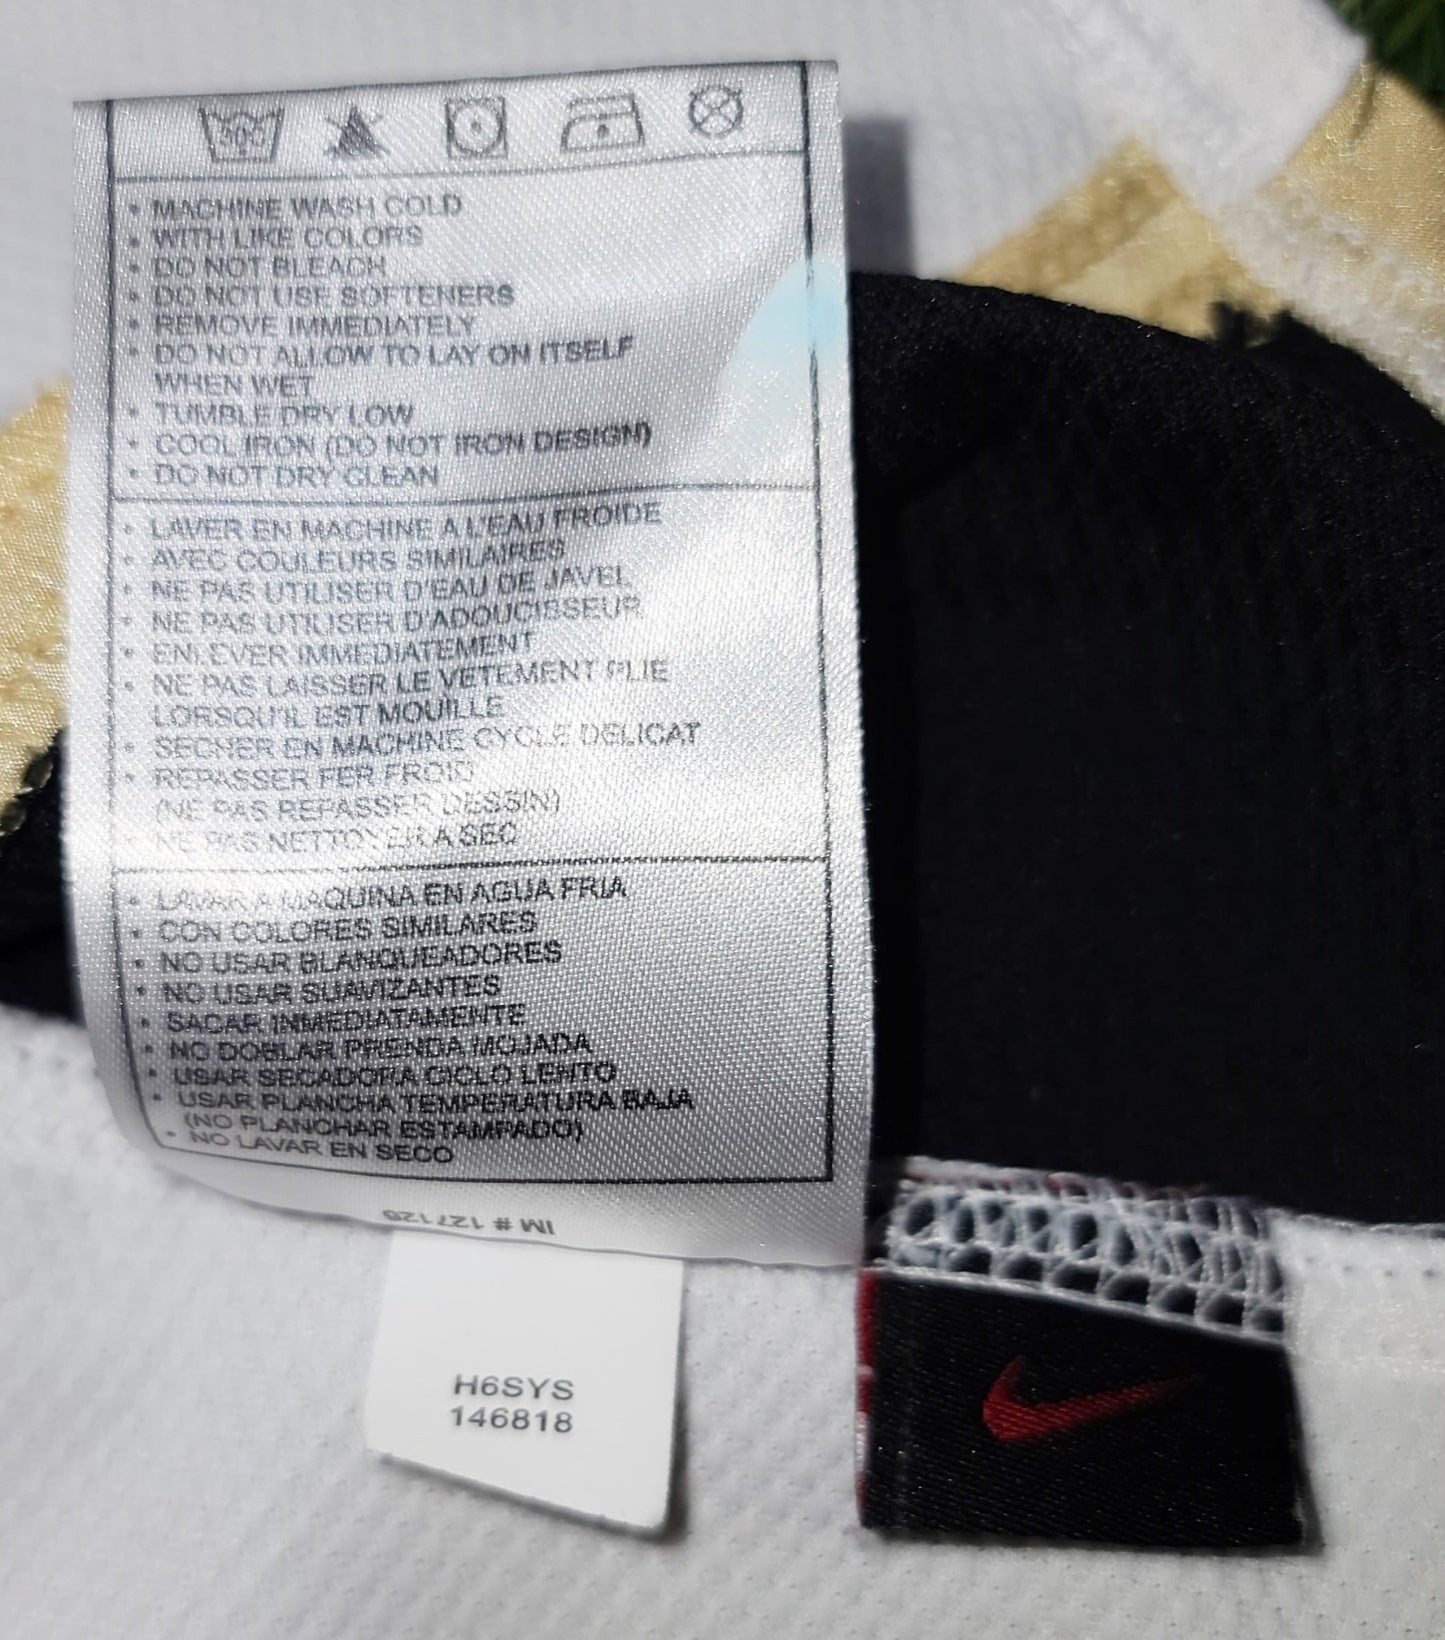 30C
• MACHINE WASH COLD
• WITH LIKE COLORS
• DO NOT BLEACH
• DO NOT USE SOFTENERS
• REMOVE IMMEDIATELY
• DO NOT ALLOW TO LAY ON ITSELF
WHEN WET
• TUMBLE DRY LOW
• COOL IRON (DO NOT IRON DESIGN)
• DO NOT DRY CLEAN
• LAVER EN MACHINE A L'EAU FROIDE
• AVEC COULEURS SIMILAIRES
• NE PAS UTILISER D'EAU DE JAVEL
• NE PAS UTILISER D'ADOUCISSEUR
• ENLEVER IMMEDIATEMENT
• NE PAS LAISSER LE VETEMENT PLIE
LORSQU'IL EST MOUILLE
• SECHER EN MACHINE CYCLE DELICAT
• REPASSER FER FROID
(NE PAS REPASSER DESSIN)
• NE PAS NETTOYER A SEC
• LAVAR A MAQUINA EN AGUA FRIA
• CON COLORES SIMILARES
• NO USAR BLANQUEADORES
• NO USAR SUAVIZANTES
• SACAR INMEDIATAMENTE
• NO DOBLAR PRENDA MOJADA
• USAR SECADORA CICLO LENTO
• USAR PLANCHA TEMPERATURA BAJA
(NO PLANCHAR ESTAMPADO)
• NO LAVAR EN SECO
IM # 127126
H6SYS
146818